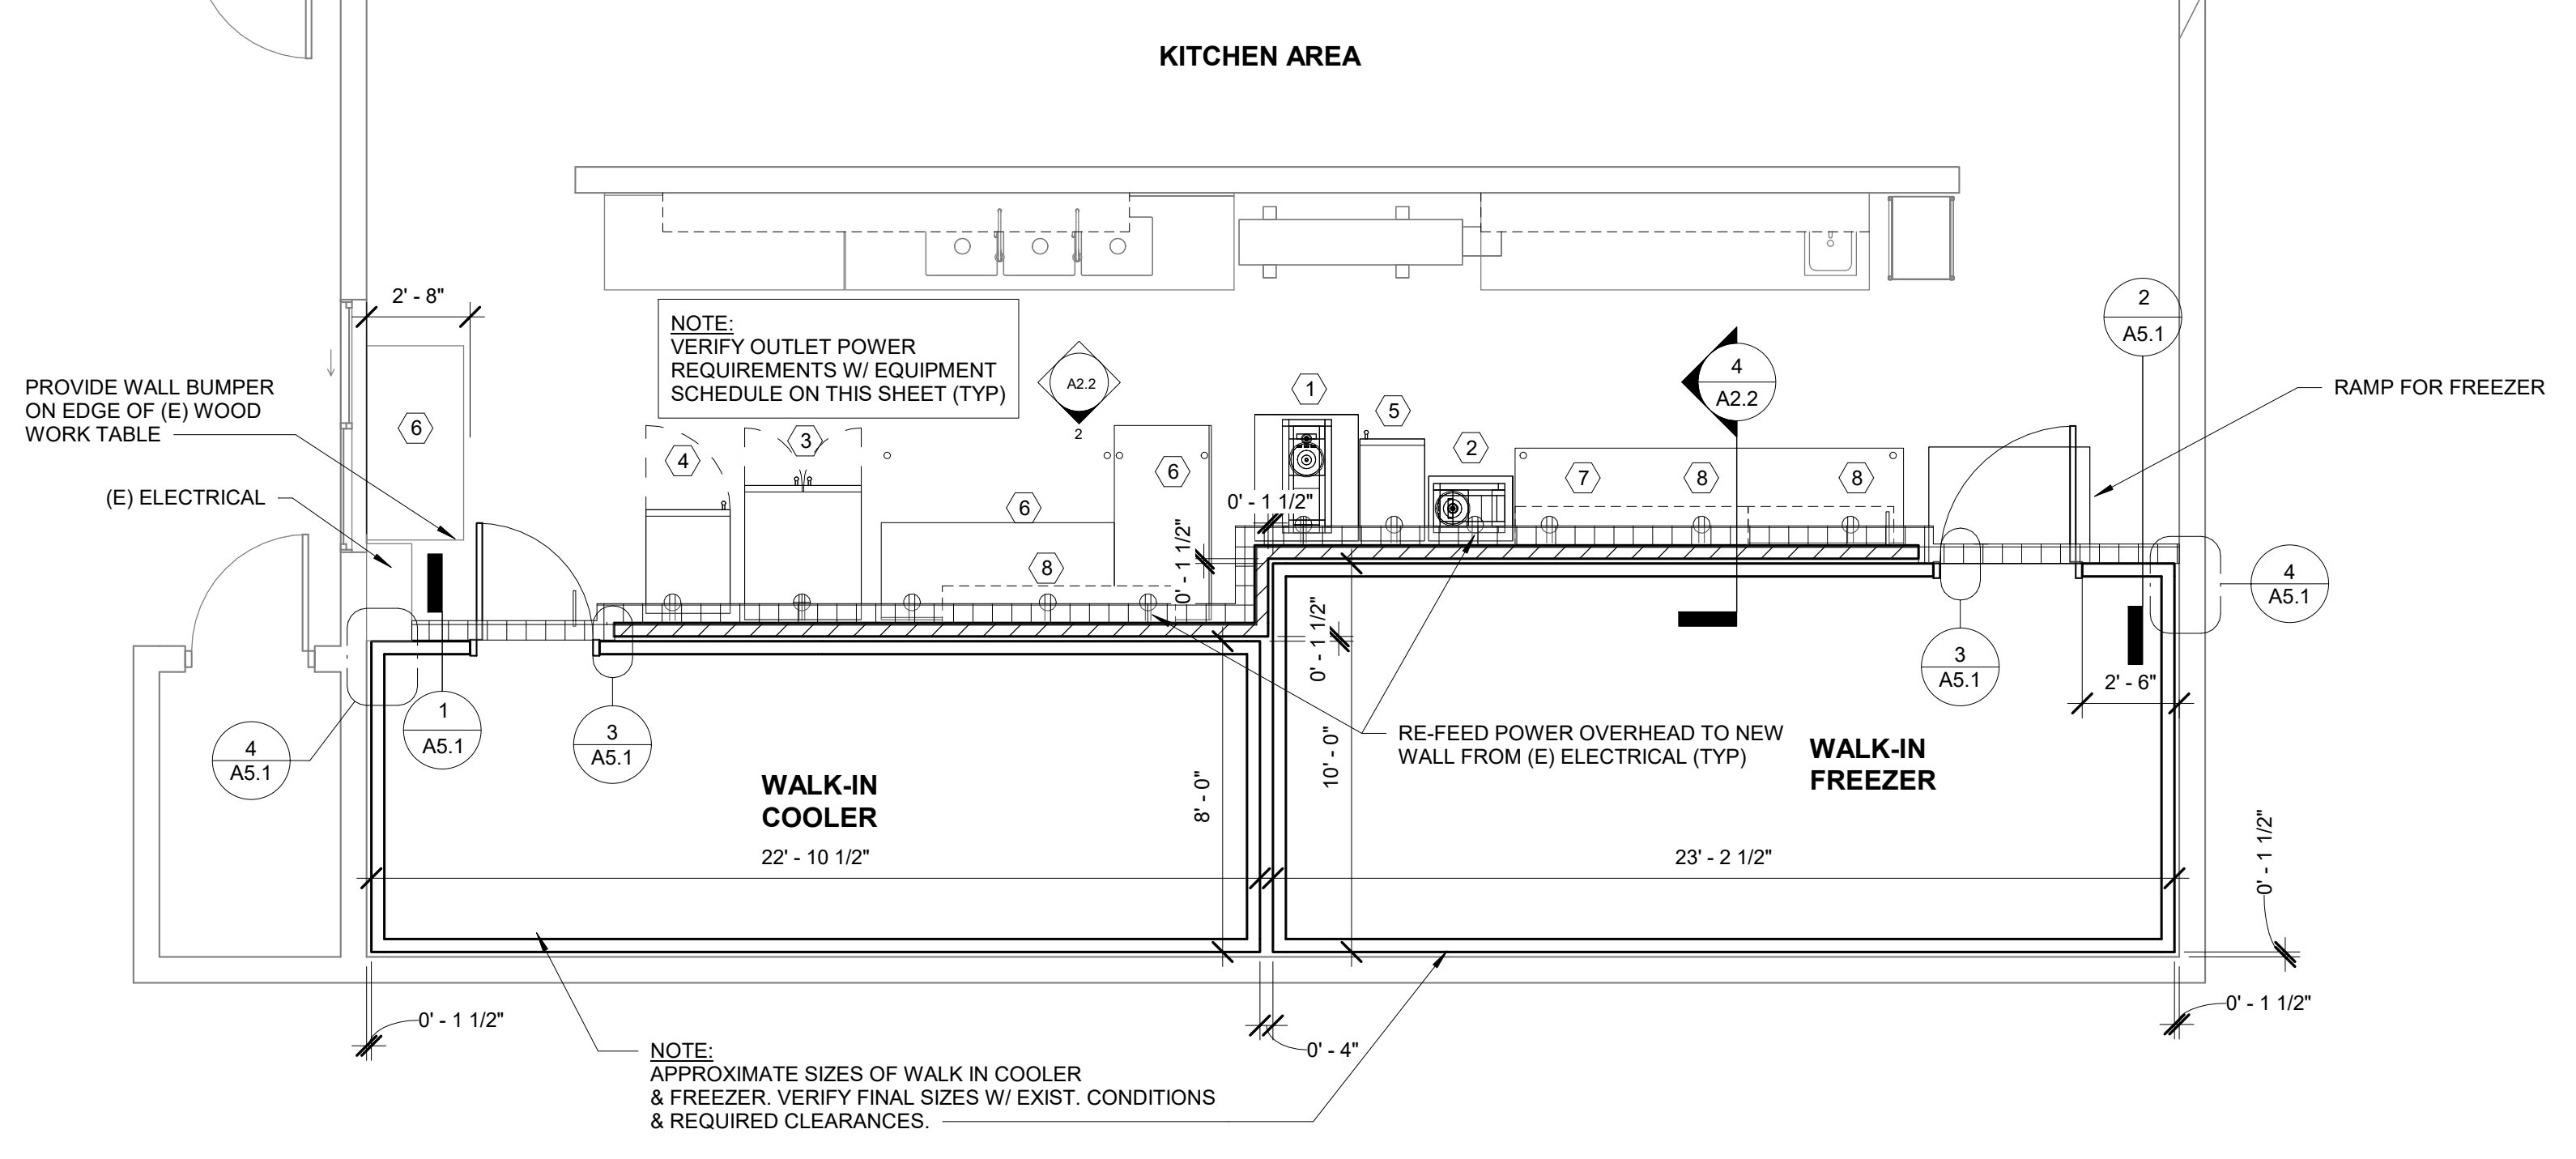 KITCHEN AREA
2' - 8"
NOTE:
VERIFY OUTLET POWER
REQUIREMENTS W/ EQUIPMENT
SCHEDULE ON THIS SHEET (TYP)
A2.2
2
4
A2.2
2
A5.1
PROVIDE WALL BUMPER
ON EDGE OF (E) WOOD
WORK TABLE
6
4
3
6
6
8
1
5
2
7
8
8
RAMP FOR FREEZER
(E) ELECTRICAL
0' - 1 1/2"
0' - 1 1/2"
0' - 1 1/2"
4
A5.1
3
A5.1
2' - 6"
4
A5.1
1
A5.1
3
A5.1
RE-FEED POWER OVERHEAD TO NEW
WALL FROM (E) ELECTRICAL (TYP)
WALK-IN
COOLER
WALK-IN
FREEZER
8' - 0"
10' - 0"
22' - 10 1/2"
23' - 2 1/2"
0' - 1 1/2"
0' - 1 1/2"
0' - 4"
0' - 1 1/2"
NOTE:
APPROXIMATE SIZES OF WALK IN COOLER
& FREEZER. VERIFY FINAL SIZES W/ EXIST. CONDITIONS
& REQUIRED CLEARANCES.